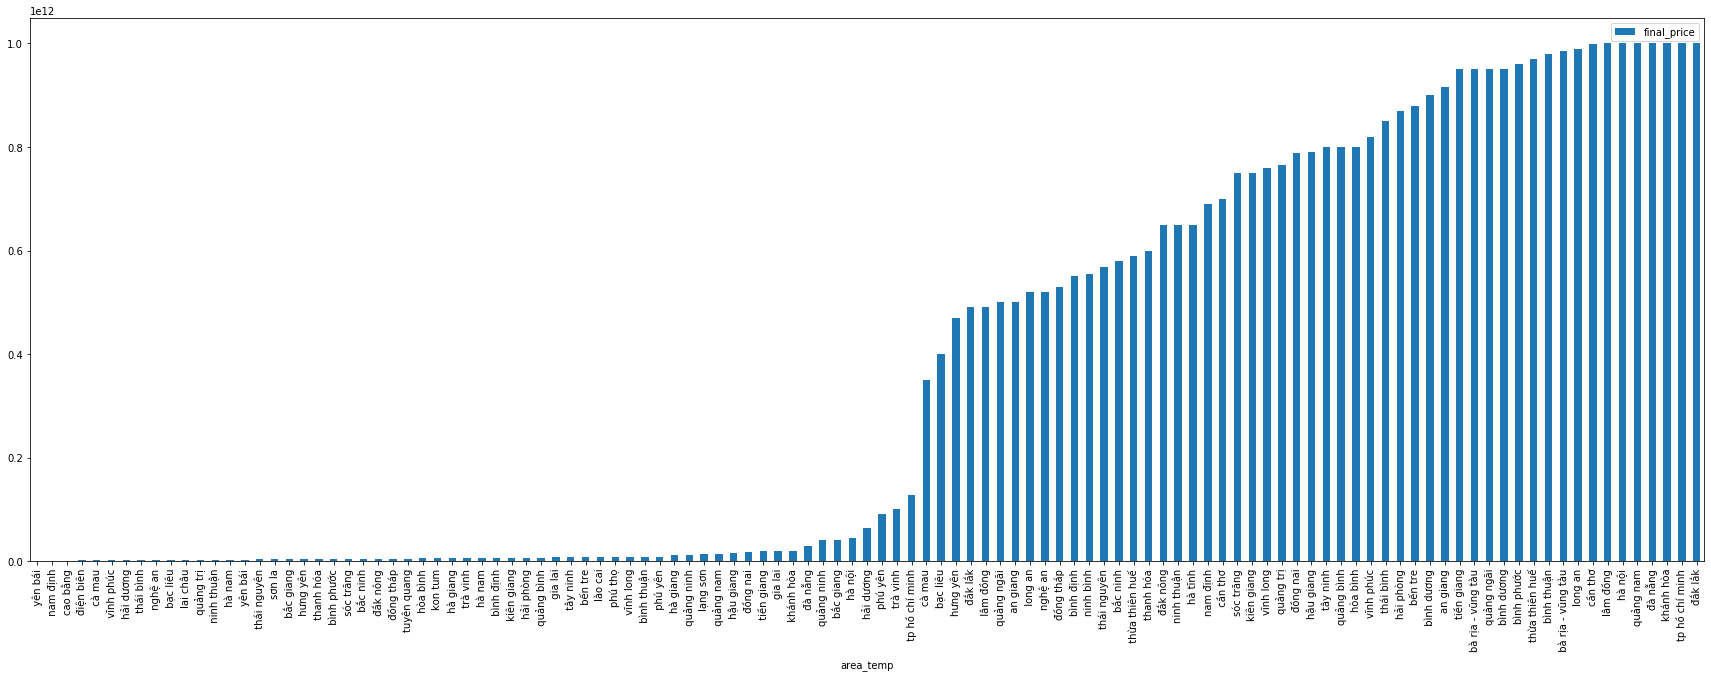 1e12
final_price
1.0
0.8
0.6
0.4
0.2
0.0
yên bái
nam định
cao bằng
điện biên
cà mau
vĩnh phúc
hải dương
thái bình
nghệ an
bạc liêu
lai châu
quảng trị
ninh thuận
hà nam
yên bái
thái nguyên
sơn la
bắc giang
hưng yên
thanh hóa
bình phước
sóc trăng
bắc ninh
đắk nông
đồng tháp
tuyên quang
hòa bình
kon tum
hà giang
trà vinh
hà nam
bình định
kiên giang
hải phòng
quảng bình
gia lai
tây ninh
bến tre
lào cai
phú thọ
vĩnh long
bình thuận
phú yên
hà giang
quảng ninh
lạng sơn
quảng nam
hậu giang
đồng nai
tiền giang
gia lai
khánh hòa
đà nẵng
quảng ninh
bắc giang
hà nội
hải dương
phú yên
trà vinh
tp hồ chí minh
cà mau
bạc liêu
hưng yên
đắk lắk
lâm đồng
quảng ngãi
an giang
long an
nghệ an
đồng tháp
bình định
ninh bình
thái nguyên
bắc ninh
thừa thiên huế
thanh hóa
đắk nông
ninh thuận
hà tĩnh
nam định
cần thơ
sóc trăng
kiên giang
vĩnh long
quảng trị
đồng nai
hậu giang
tây ninh
quảng bình
hòa bình
vĩnh phúc
thái bình
hải phòng
bến tre
bình dương
an giang
tiền giang
bà rịa - vũng tàu
quảng ngãi
bình dương
bình phước
thừa thiên huế
bình thuận
bà rịa - vũng tàu
long an
cần thơ
lâm đồng
hà nội
quảng nam
đà nẵng
khánh hòa
tp hồ chí minh
đắk lắk
area_temp